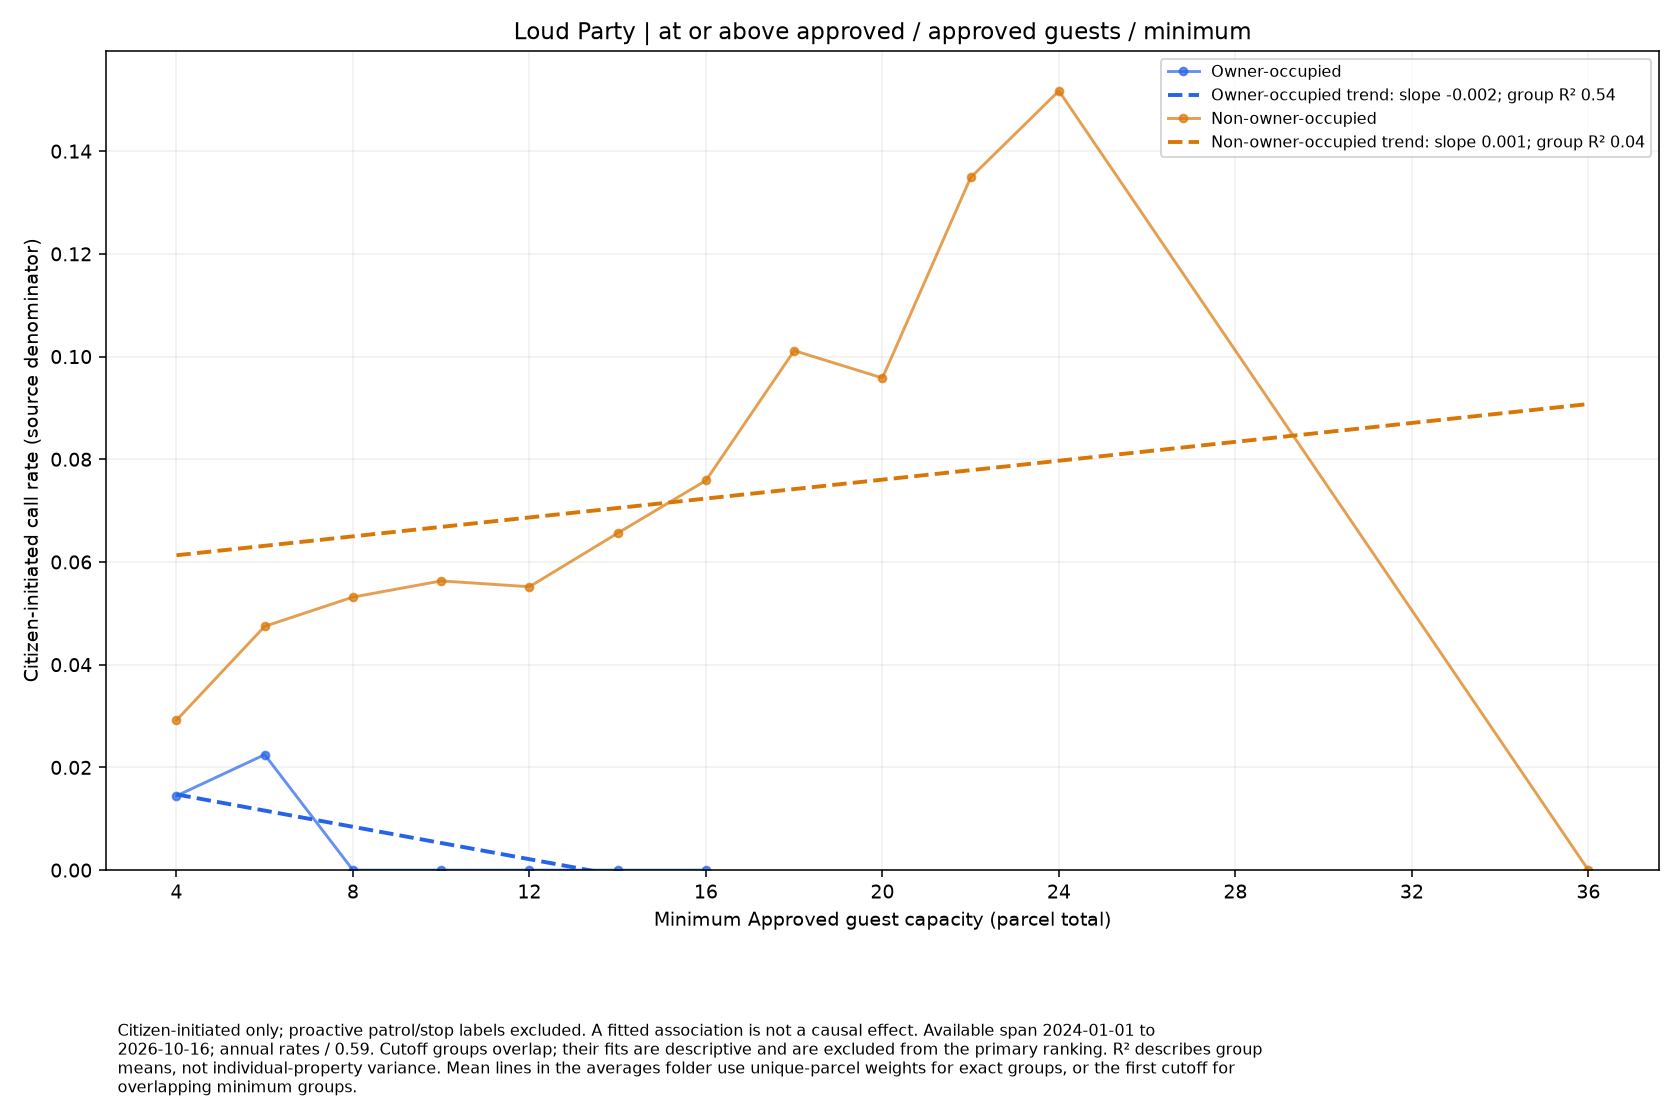 Loud Party | at or above approved / approved guests / minimum
Owner-occupied
Owner-occupied trend: slope -0.002; group R² 0.54
Non-owner-occupied
Non-owner-occupied trend: slope 0.001; group R² 0.04
Citizen-initiated call rate (source denominator)
0.14
0.12
0.10
0.08
0.06
0.04
0.02
0.00
4 8 12 16 20 24 28 32 36
Minimum Approved guest capacity (parcel total)
Citizen-initiated only; proactive patrol/stop labels excluded. A fitted association is not a causal effect. Available span 2024-01-01 to
2026-10-16; annual rates / 0.59. Cutoff groups overlap; their fits are descriptive and are excluded from the primary ranking. R² describes group
means, not individual-property variance. Mean lines in the averages folder use unique-parcel weights for exact groups, or the first cutoff for
overlapping minimum groups.